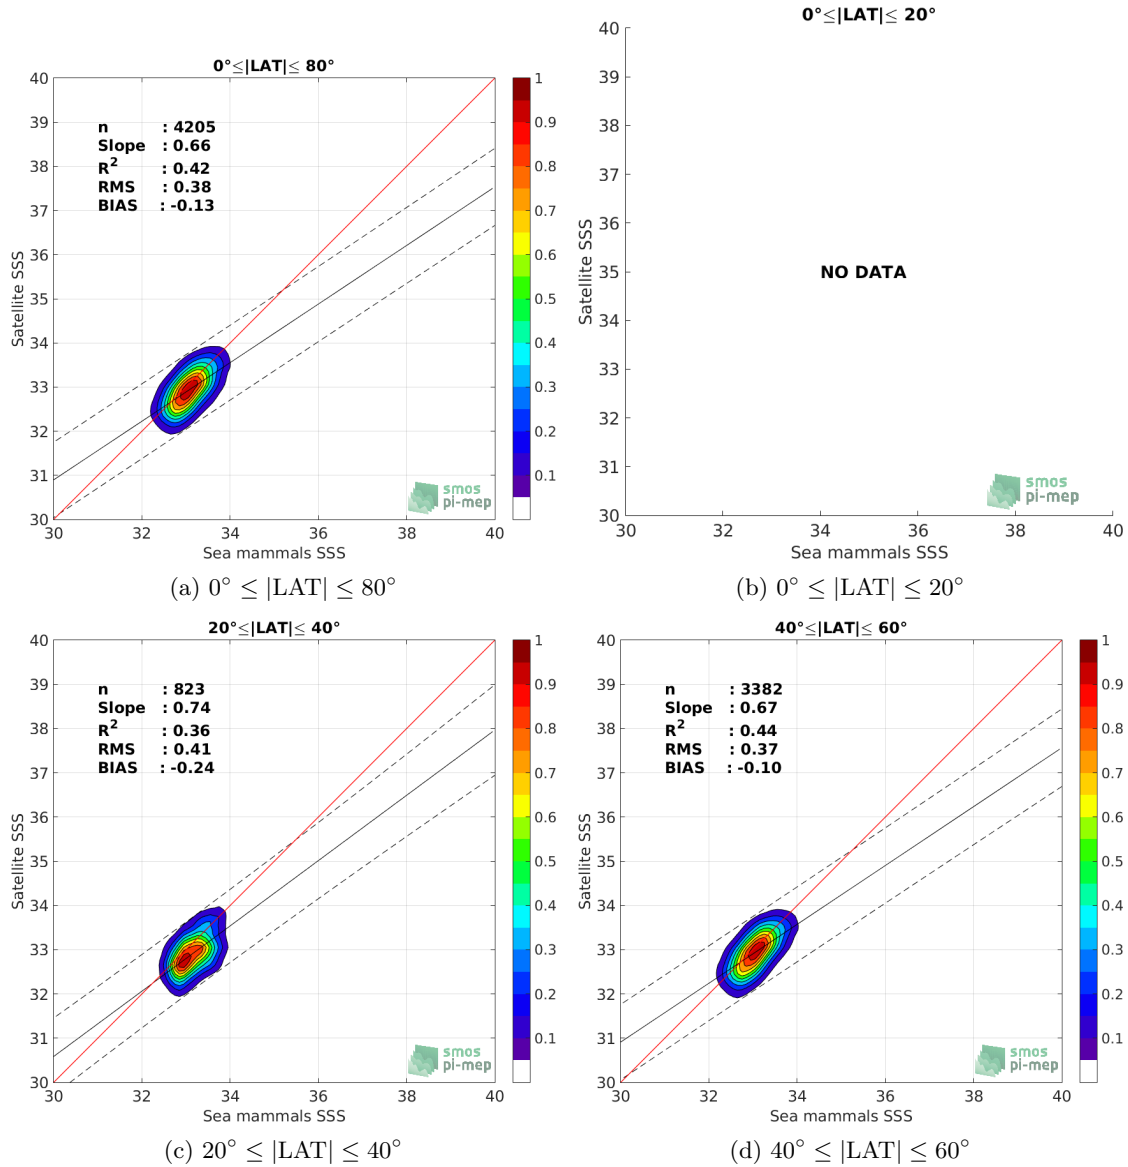 0°≤|LAT|≤ 80°
40
39
38
37
36
35
34
33
32
31
30
30
32
34
36
38
40
Satellite SSS
Sea mammals SSS
n : 4205
Slope : 0.66
R² : 0.42
RMS : 0.38
BIAS : -0.13
1
0.9
0.8
0.7
0.6
0.5
0.4
0.3
0.2
0.1
smos
pi-mep
(a) 0° ≤ |LAT| ≤ 80°
0°≤|LAT|≤ 20°
40
39
38
37
36
35
34
33
32
31
30
30
32
34
36
38
40
Satellite SSS
Sea mammals SSS
NO DATA
smos
pi-mep
(b) 0° ≤ |LAT| ≤ 20°
20°≤|LAT|≤ 40°
40
39
38
37
36
35
34
33
32
31
30
30
32
34
36
38
40
Satellite SSS
Sea mammals SSS
n : 823
Slope : 0.74
R² : 0.36
RMS : 0.41
BIAS : -0.24
1
0.9
0.8
0.7
0.6
0.5
0.4
0.3
0.2
0.1
smos
pi-mep
(c) 20° ≤ |LAT| ≤ 40°
40°≤|LAT|≤ 60°
40
39
38
37
36
35
34
33
32
31
30
30
32
34
36
38
40
Satellite SSS
Sea mammals SSS
n : 3382
Slope : 0.67
R² : 0.44
RMS : 0.37
BIAS : -0.10
1
0.9
0.8
0.7
0.6
0.5
0.4
0.3
0.2
0.1
smos
pi-mep
(d) 40° ≤ |LAT| ≤ 60°